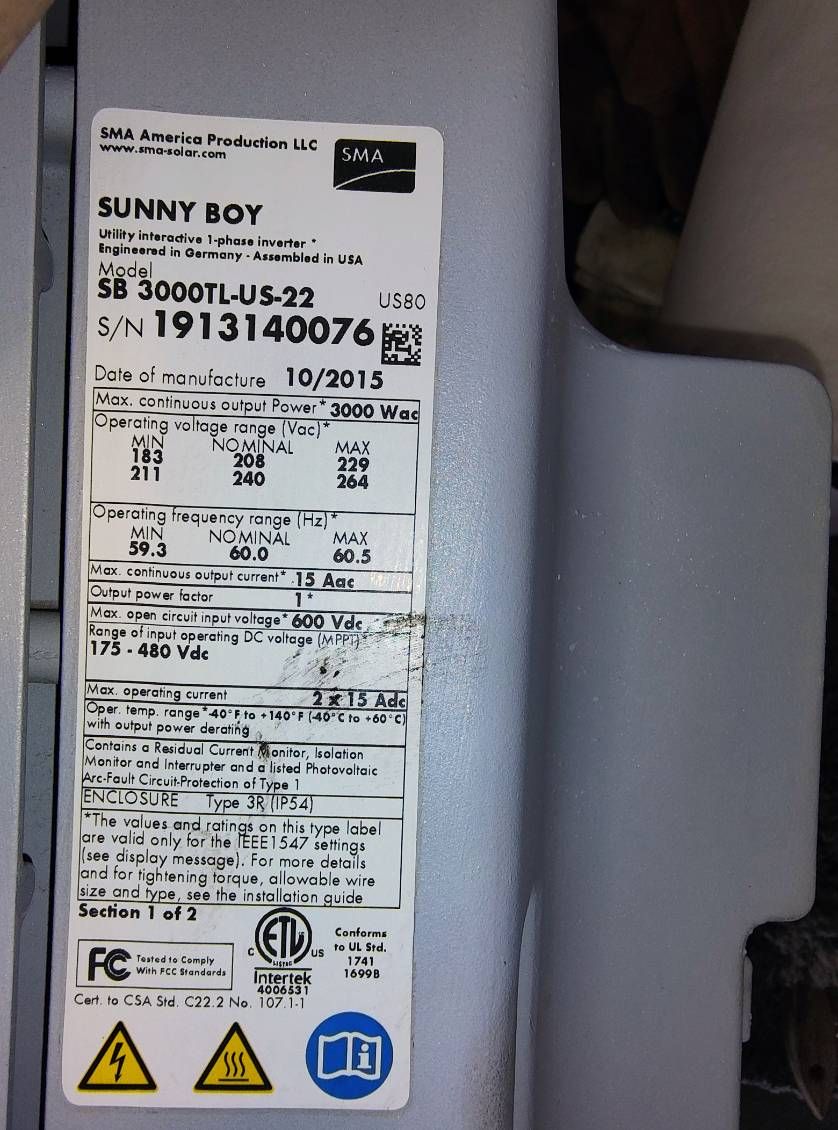 SMA America Production LLC
www.sma-solar.com
SMA
SUNNY BOY
Utility interactive 1-phase inverter *
Engineered in Germany - Assembled in USA
Model
SB 3000TL-US-22 US80
S/N 1913140076
Date of manufacture 10/2015
Max. continuous output Power* 3000 Wac
Operating voltage range (Vac)*
MIN NOMINAL MAX
183 208 229
211 240 264
Operating frequency range (Hz)*
MIN NOMINAL MAX
59.3 60.0 60.5
Max. continuous output current* 15 Aac
Output power factor 1*
Max. open circuit input voltage* 600 Vdc
Range of input operating DC voltage (MPPT)*
175 - 480 Vdc
Max. operating current 2 x 15 Adc
Oper. temp. range *-40°F to +140°F (-40°C to +60°C)
with output power derating
Contains a Residual Current Monitor, Isolation
Monitor and Interrupter and a listed Photovoltaic
Arc-Fault Circuit-Protection of Type 1
ENCLOSURE Type 3R (IP54)
*The values and ratings on this type label
are valid only for the IEEE1547 settings
(see display message). For more details
and for tightening torque, allowable wire
size and type, see the installation guide
Section 1 of 2
FC Tested to Comply
With FCC Standards
C ETL US
LISTED
Intertek
4006531
Conforms
to UL Std.
1741
1699B
Cert. to CSA Std. C22.2 No. 107.1-1
i